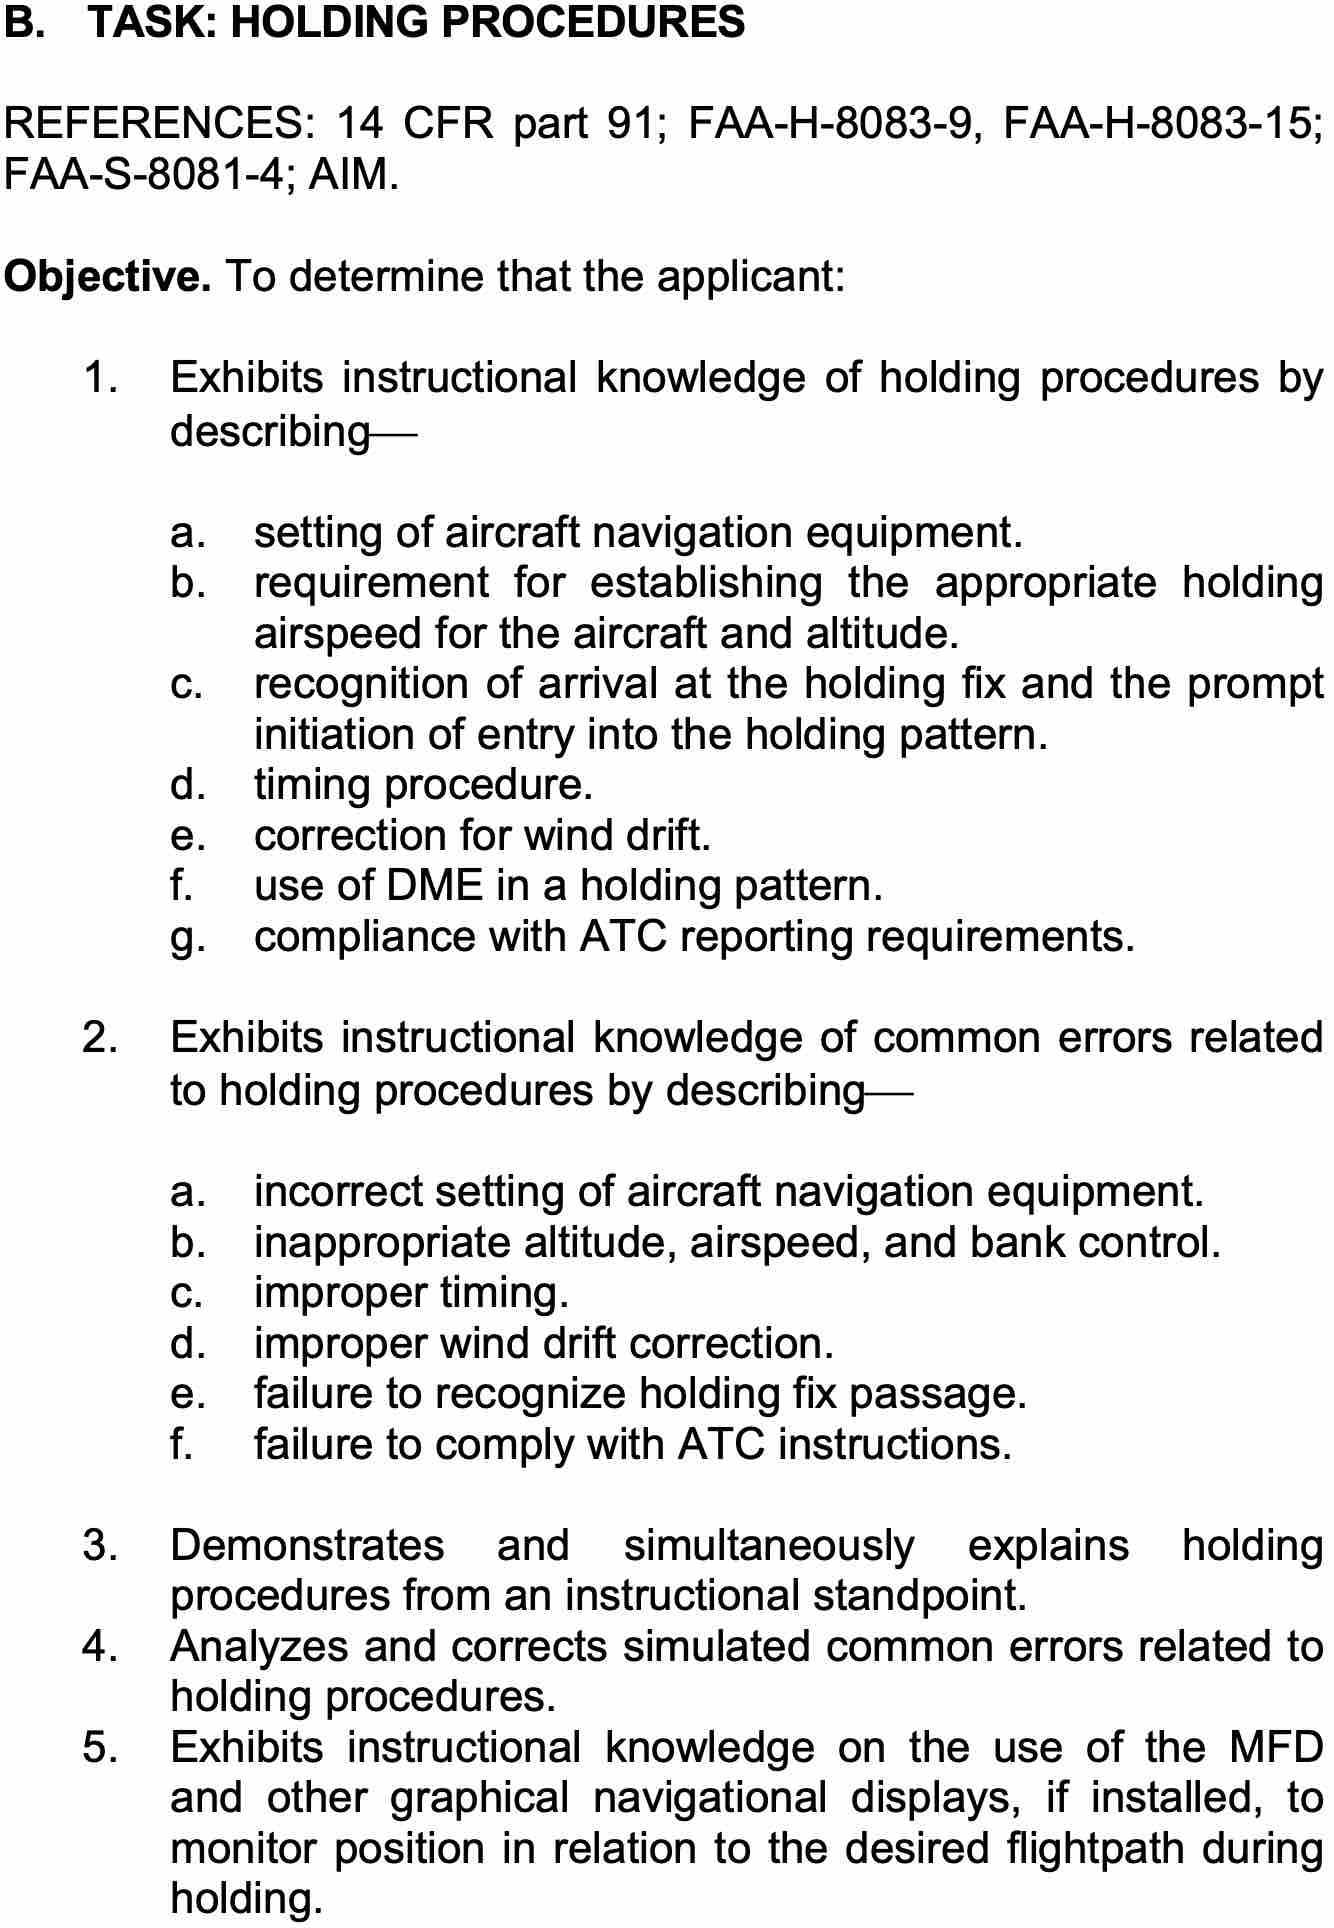 B. TASK: HOLDING PROCEDURES
REFERENCES: 14 CFR part 91; FAA-H-8083-9, FAA-H-8083-15;
FAA-S-8081-4; AIM.
Objective. To determine that the applicant:
1. Exhibits instructional knowledge of holding procedures by
describing—
a. setting of aircraft navigation equipment.
b. requirement for establishing the appropriate holding
airspeed for the aircraft and altitude.
c. recognition of arrival at the holding fix and the prompt
initiation of entry into the holding pattern.
d. timing procedure.
e. correction for wind drift.
f. use of DME in a holding pattern.
g. compliance with ATC reporting requirements.
2. Exhibits instructional knowledge of common errors related
to holding procedures by describing—
a. incorrect setting of aircraft navigation equipment.
b. inappropriate altitude, airspeed, and bank control.
c. improper timing.
d. improper wind drift correction.
e. failure to recognize holding fix passage.
f. failure to comply with ATC instructions.
3. Demonstrates and simultaneously explains holding
procedures from an instructional standpoint.
4. Analyzes and corrects simulated common errors related to
holding procedures.
5. Exhibits instructional knowledge on the use of the MFD
and other graphical navigational displays, if installed, to
monitor position in relation to the desired flightpath during
holding.